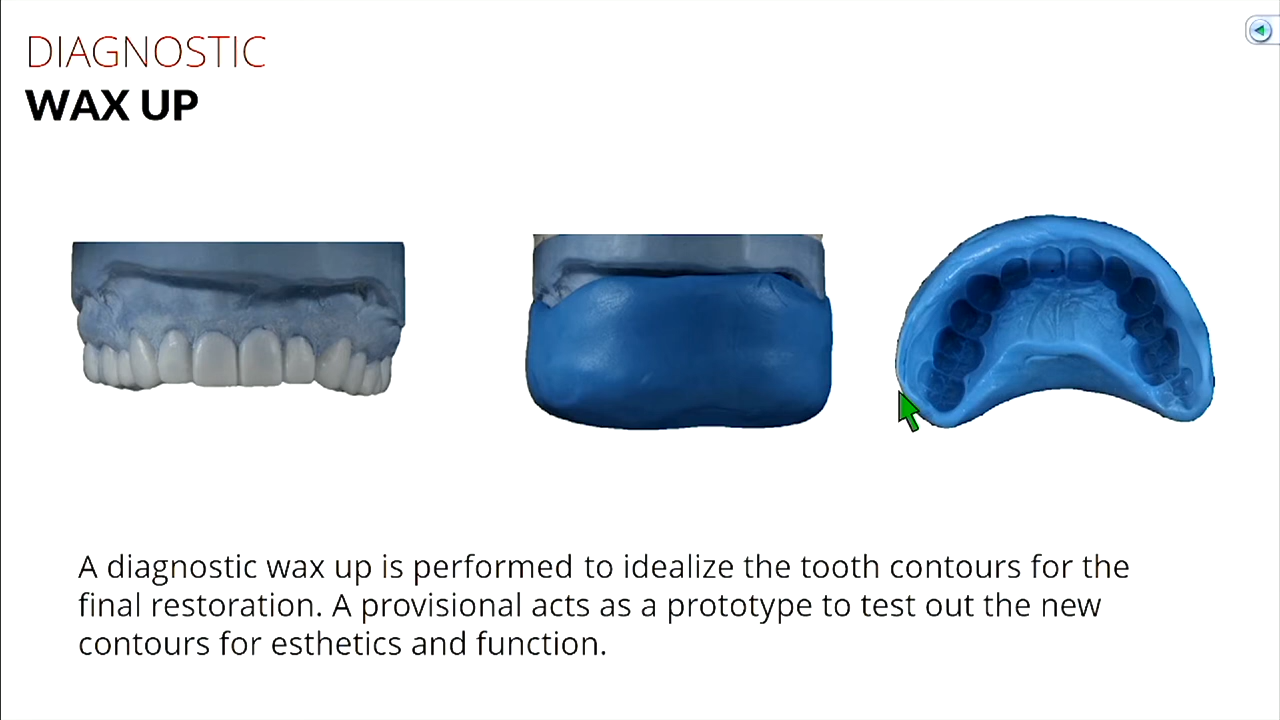 DIAGNOSTIC
WAX UP
A diagnostic wax up is performed to idealize the tooth contours for the
final restoration. A provisional acts as a prototype to test out the new
contours for esthetics and function.